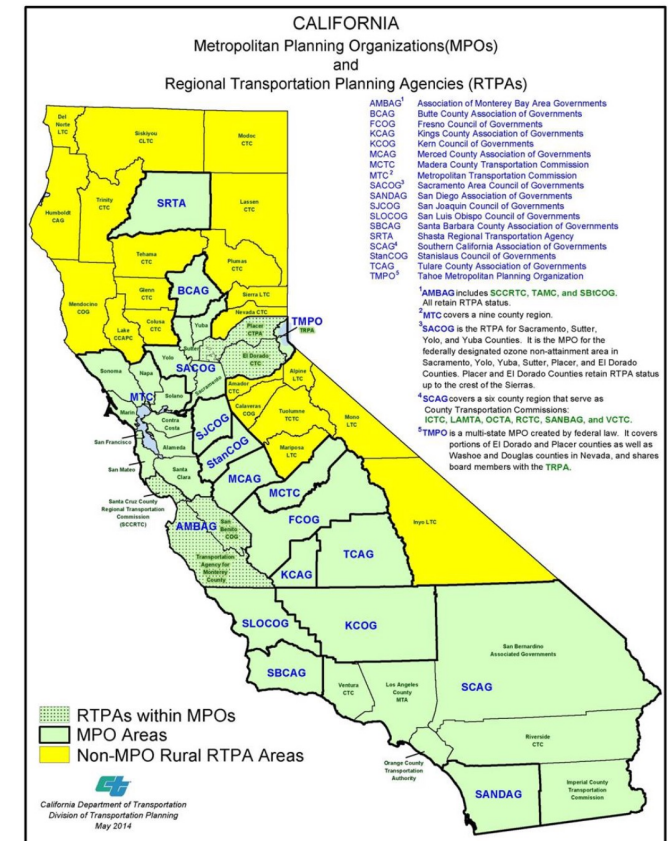 CALIFORNIA
Metropolitan Planning Organizations(MPOs)
and
Regional Transportation Planning Agencies (RTPAs)
AMBAG1 Association of Monterey Bay Area Governments
BCAG Butte County Association of Governments
FCOG Fresno Council of Governments
KCAG Kings County Association of Governments
KCOG Kern Council of Governments
MCAG Merced County Association of Governments
MCTC Madera County Transportation Commission
MTC2 Metropolitan Transportation Commission
SACOG3 Sacramento Area Council of Governments
SANDAG San Diego Association of Governments
SJCOG San Joaquin Council of Governments
SLOCOG San Luis Obispo Council of Governments
SBCAG Santa Barbara County Association of Governments
SRTA Shasta Regional Transportation Agency
SCAG4 Southern California Association of Governments
StanCOG Stanislaus Council of Governments
TCAG Tulare County Association of Governments
TMPO5 Tahoe Metropolitan Planning Organization
1AMBAG includes SCCRTC, TAMC, and SBtCOG.
All retain RTPA status.
2MTC covers a nine county region.
3SACOG is the RTPA for Sacramento, Sutter,
Yolo, and Yuba Counties. It is the MPO for the
federally designated ozone non-attainment area in
Sacramento, Yolo, Yuba, Sutter, Placer, and El Dorado
Counties. Placer and El Dorado Counties retain RTPA status
up to the crest of the Sierras.
4SCAG covers a six county region that serve as
County Transportation Commissions:
ICTC, LAMTA, OCTA, RCTC, SANBAG, and VCTC.
5TMPO is a multi-state MPO created by federal law. It covers
portions of El Dorado and Placer counties as well as
Washoe and Douglas counties in Nevada, and shares
board members with the TRPA.
Del
Norte
LTC
Siskiyou
CLTC
Modoc
CTC
Humboldt
CAG
Trinity
CTC
SRTA
Lassen
CTC
Tehama
CTC
Plumas
CTC
Mendocino
COG
Glenn
CTC
BCAG
Sierra LTC
Nevada CTC
Lake
CCAPC
Colusa
CTC
Yuba
Sutter
Placer
CTPA
TMPO
TRPA
El Dorado
CTC
Sonoma
Napa
Yolo
SACOG
Sacramento
Solano
MTC
Marin
Amador
CTC
Alpine
LTC
Calaveras
COG
Tuolumne
TCTC
Mono
LTC
Contra
Costa
SJCOG
San Francisco
Alameda
StanCOG
Mariposa
LTC
San Mateo
Santa
Clara
MCAG
MCTC
Santa Cruz County
Regional Transportation
Commission
(SCCRTC)
AMBAG
San
Benito
COG
FCOG
Inyo LTC
Transportation
Agency for
Monterey
County
KCAG
TCAG
SLOCOG
KCOG
SBCAG
San Bernardino
Associated Governments
Ventura
CTC
Los Angeles
County
MTA
SCAG
Riverside
CTC
Orange County
Transportation
Authority
SANDAG
Imperial County
Transportation
Commission
RTPAs within MPOs
MPO Areas
Non-MPO Rural RTPA Areas
California Department of Transportation
Division of Transportation Planning
May 2014